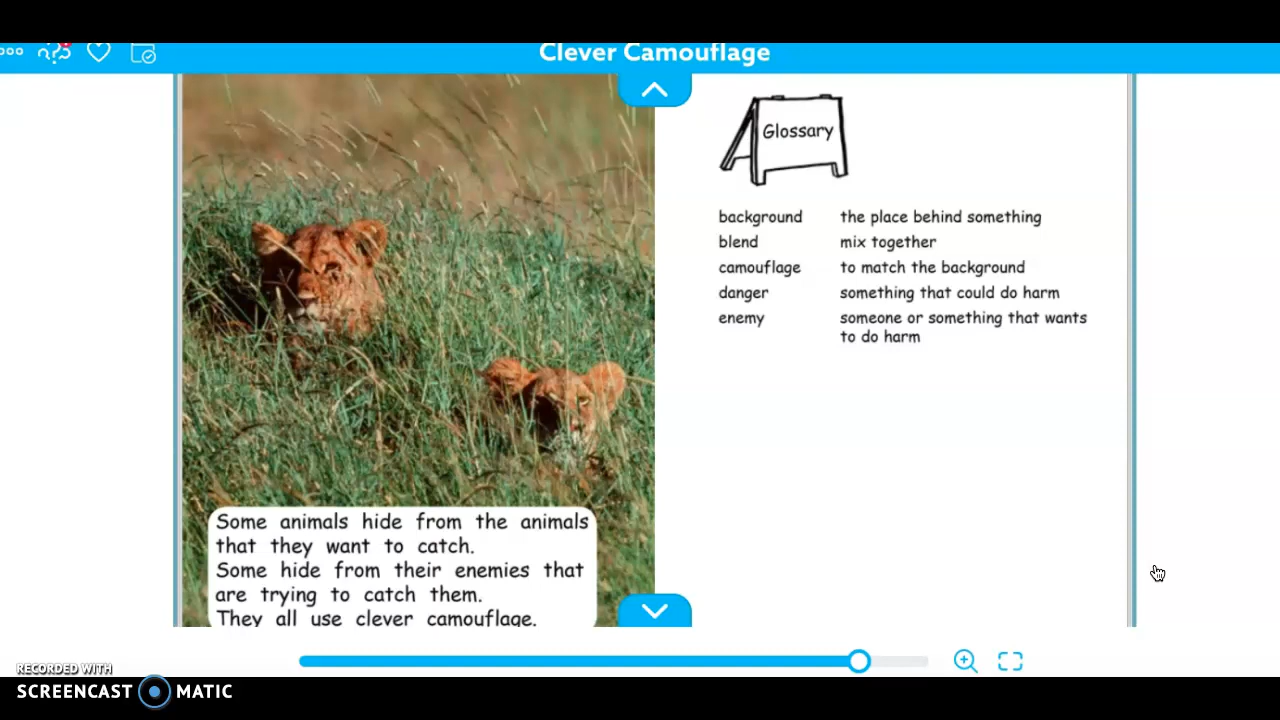 Clever Camouflage
Some animals hide from the animals
that they want to catch.
Some hide from their enemies that
are trying to catch them.
They all use clever camouflage.
Glossary
background the place behind something
blend mix together
camouflage to match the background
danger something that could do harm
enemy someone or something that wants
to do harm
RECORDED WITH
SCREENCAST MATIC